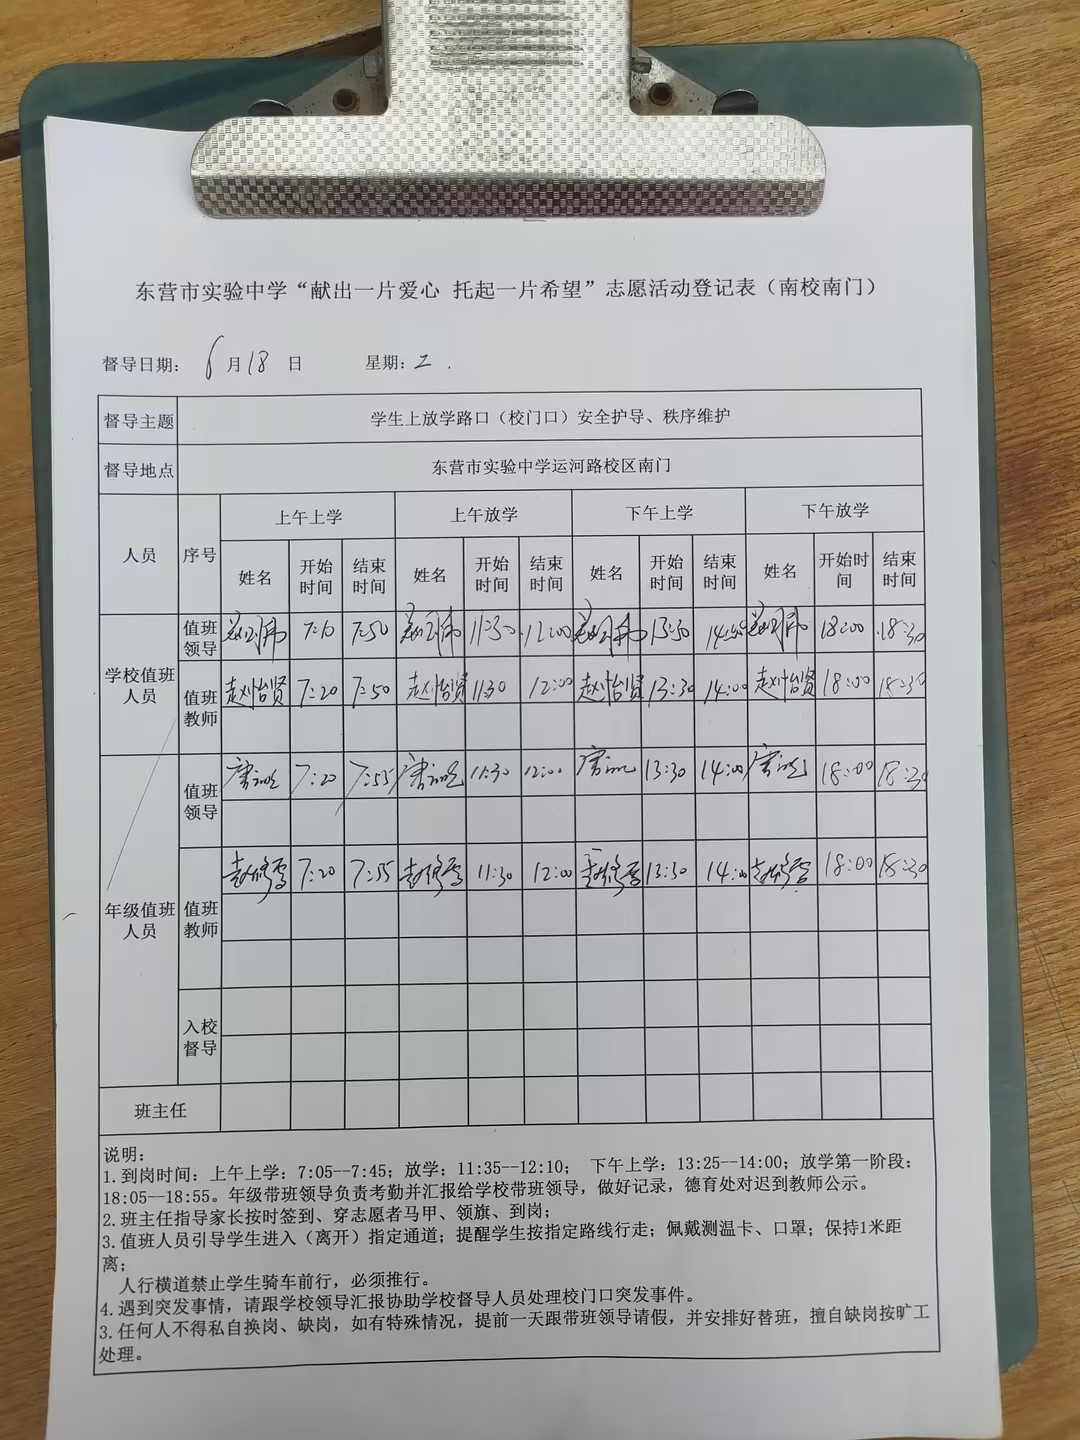 东营市实验中学“献出一片爱心 托起一片希望”志愿活动登记表（南校南门）
督导日期： 6月18日 星期：二.
督导主题 学生上放学路口（校门口）安全护导、秩序维护
督导地点 东营市实验中学运河路校区南门
人员 序号 上午上学 上午放学 下午上学 下午放学
姓名 开始时间 结束时间 姓名 开始时间 结束时间 姓名 开始时间 结束时间 姓名 开始时间 结束时间
学校值班人员
值班领导 7:10 7:50 11:30 12:00 13:30 18:00 18:30
值班教师 赵怡贤 7:20 7:50 赵怡贤 11:30 12:00 赵怡贤 13:30 14:00 赵怡贤 18:00 18:30
年级值班人员
值班领导 7:20 7:55 11:30 12:00 13:30 14:00 18:00 18:30
值班教师 7:20 7:55 11:30 12:00 13:30 14:00 18:00 18:30
入校督导
班主任
说明：
1.到岗时间：上午上学：7:05--7:45；放学：11:35--12:10； 下午上学：13:25--14:00；放学第一阶段：
18:05--18:55。年级带班领导负责考勤并汇报给学校带班领导，做好记录，德育处对迟到教师公示。
2.班主任指导家长按时签到、穿志愿者马甲、领旗、到岗；
3.值班人员引导学生进入（离开）指定通道；提醒学生按指定路线行走；佩戴测温卡、口罩；保持1米距
离；
人行横道禁止学生骑车前行，必须推行。
4.遇到突发事情，请跟学校领导汇报协助学校督导人员处理校门口突发事件。
3.任何人不得私自换岗、缺岗，如有特殊情况，提前一天跟带班领导请假，并安排好替班，擅自缺岗按旷工
处理。